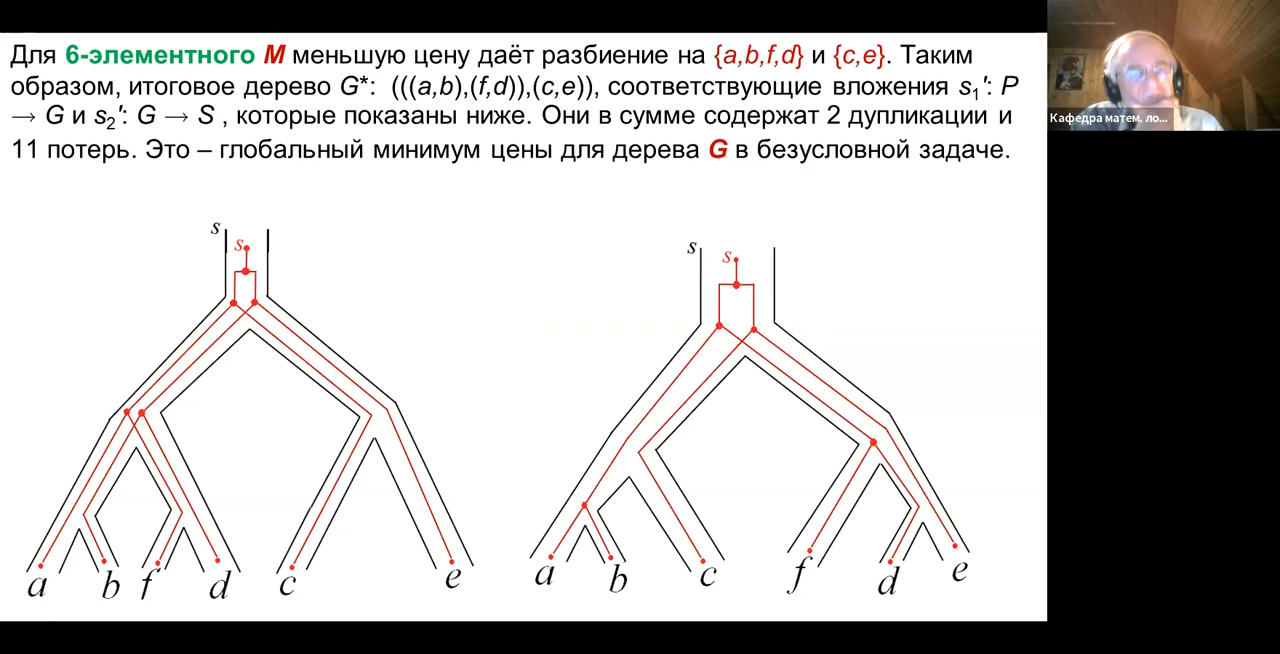 Для 6-элементного M меньшую цену даёт разбиение на {a,b,f,d} и {c,e}. Таким
образом, итоговое дерево G*: (((a,b),(f,d)),(c,e)), соответствующие вложения s₁′: P
→ G и s₂′: G → S , которые показаны ниже. Они в сумме содержат 2 дупликации и
11 потерь. Это – глобальный минимум цены для дерева G в безусловной задаче.
Кафедра матем. ло...
s
s
s
s
a b f d c e
a b c f d e